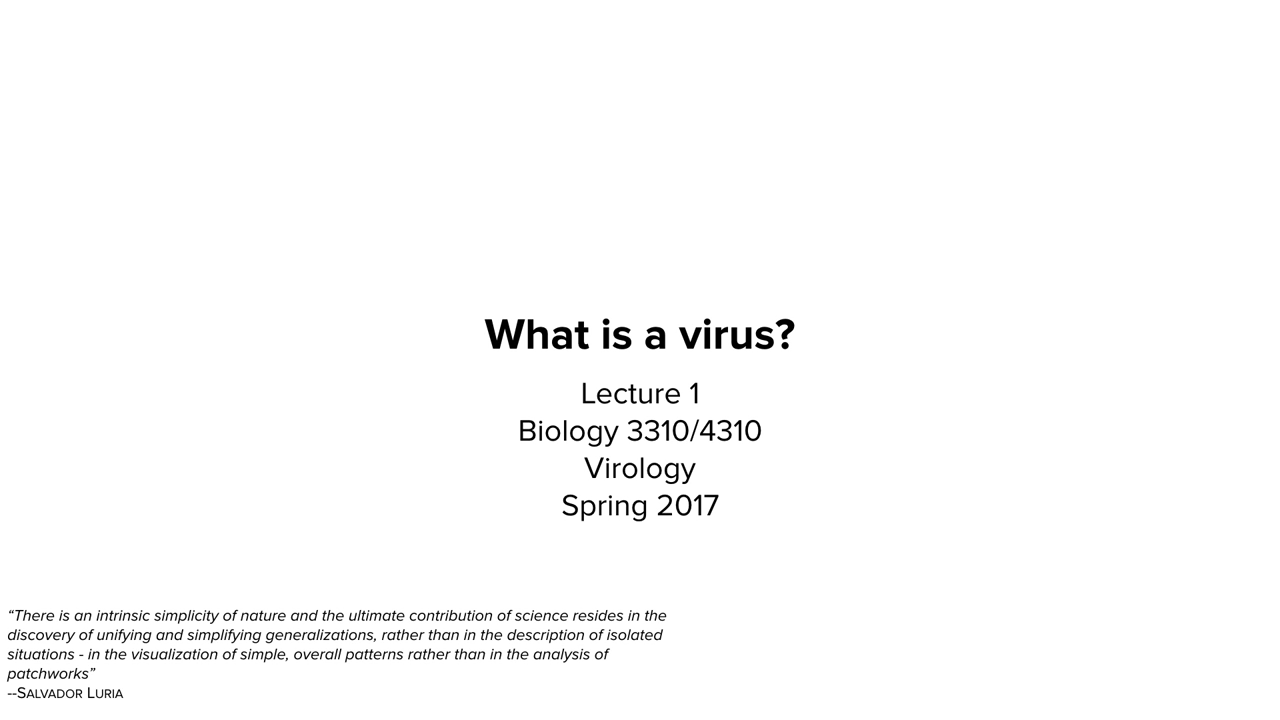 What is a virus?
Lecture 1
Biology 3310/4310
Virology
Spring 2017
“There is an intrinsic simplicity of nature and the ultimate contribution of science resides in the
discovery of unifying and simplifying generalizations, rather than in the description of isolated
situations - in the visualization of simple, overall patterns rather than in the analysis of
patchworks”
--SALVADOR LURIA